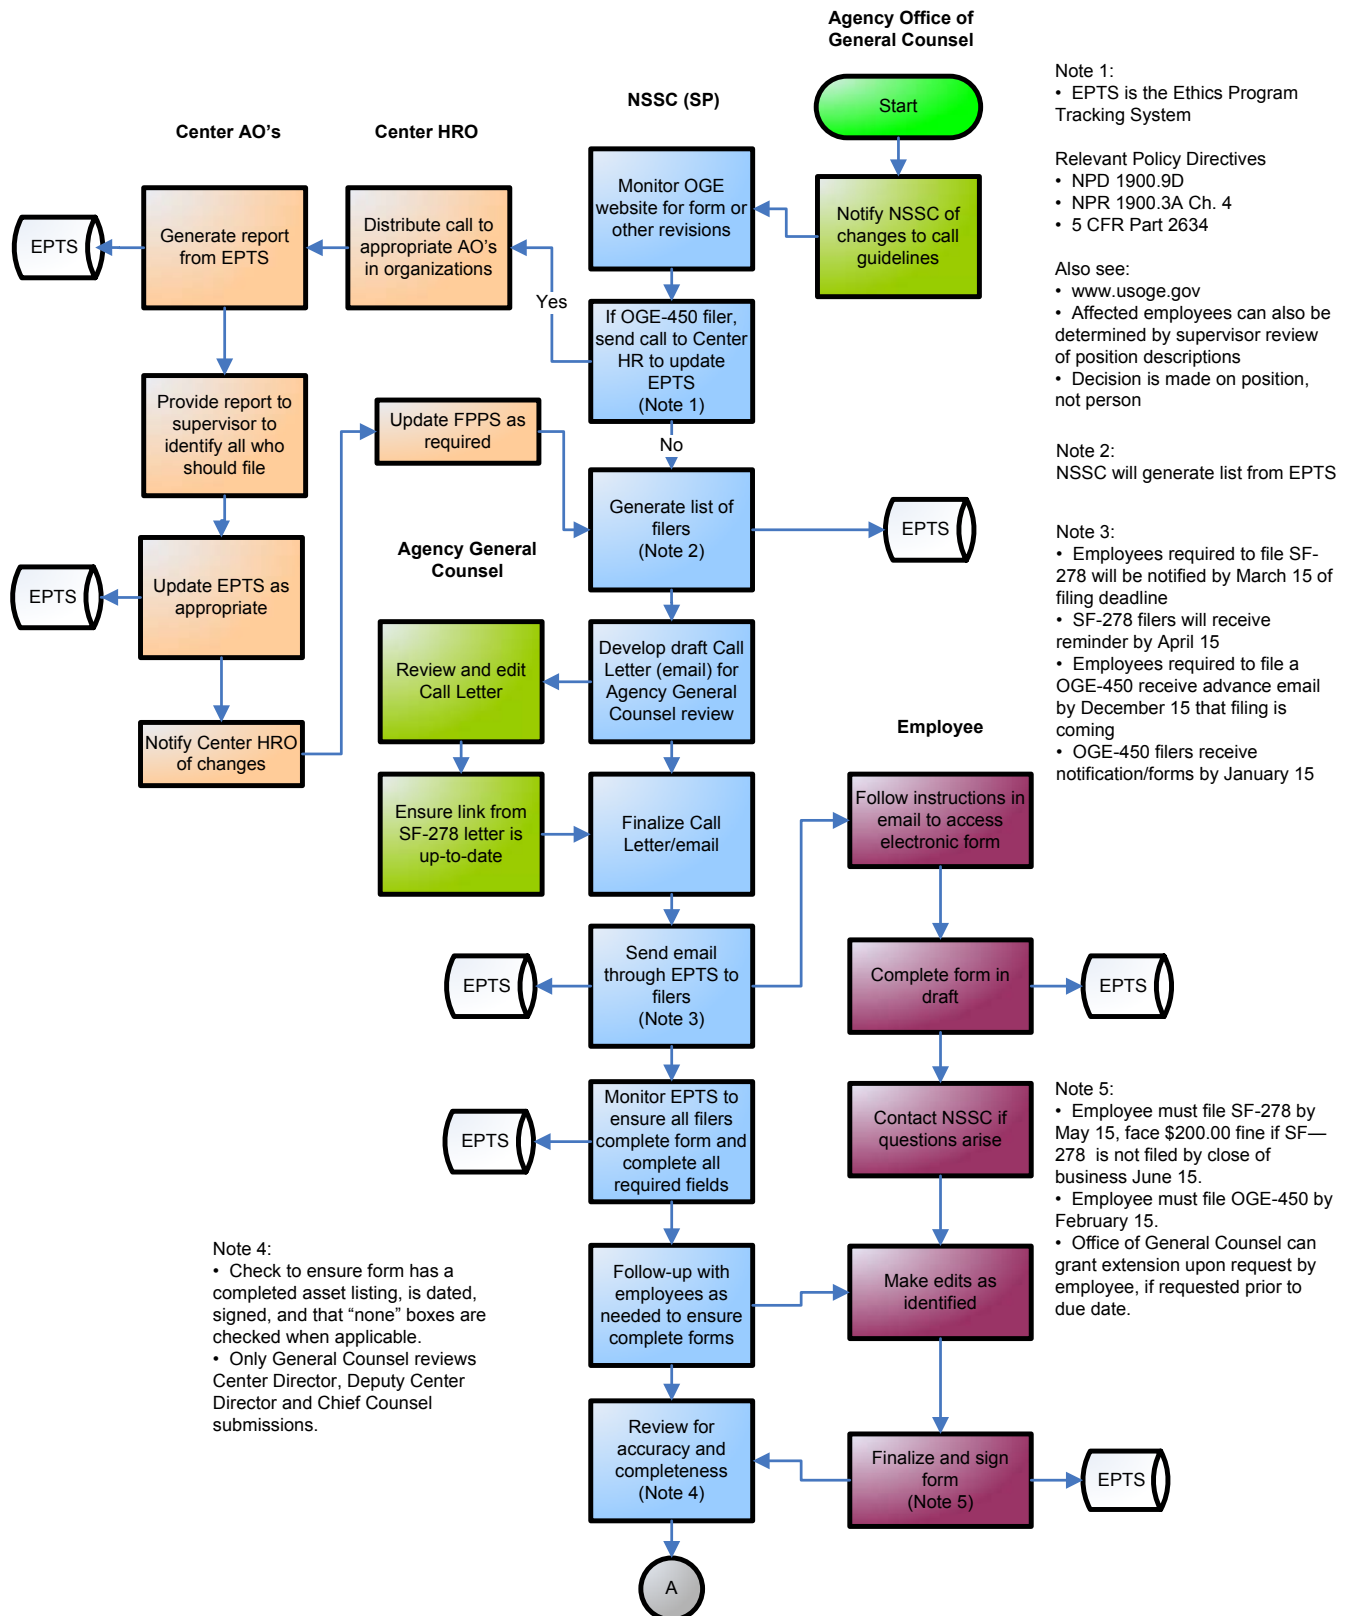 Agency Office of
General Counsel
Start
Note 1:
• EPTS is the Ethics Program
Tracking System
Relevant Policy Directives
• NPD 1900.9D
• NPR 1900.3A Ch. 4
• 5 CFR Part 2634
Also see:
• www.usoge.gov
• Affected employees can also be
determined by supervisor review
of position descriptions
• Decision is made on position,
not person
NSSC (SP)
Center AO's
Center HRO
Notify NSSC of
changes to call
guidelines
Monitor OGE
website for form or
other revisions
If OGE-450 filer,
send call to Center
HR to update
EPTS
(Note 1)
Yes
No
Distribute call to
appropriate AO's
in organizations
Generate report
from EPTS
EPTS
Provide report to
supervisor to
identify all who
should file
Update EPTS as
appropriate
EPTS
Notify Center HRO
of changes
Update FPPS as
required
Generate list of
filers
(Note 2)
EPTS
Note 2:
NSSC will generate list from EPTS
Note 3:
• Employees required to file SF-
278 will be notified by March 15 of
filing deadline
• SF-278 filers will receive
reminder by April 15
• Employees required to file a
OGE-450 receive advance email
by December 15 that filing is
coming
• OGE-450 filers receive
notification/forms by January 15
Agency General
Counsel
Develop draft Call
Letter (email) for
Agency General
Counsel review
Review and edit
Call Letter
Ensure link from
SF-278 letter is
up-to-date
Finalize Call
Letter/email
Employee
Follow instructions in
email to access
electronic form
Send email
through EPTS to
filers
(Note 3)
EPTS
Complete form in
draft
EPTS
Monitor EPTS to
ensure all filers
complete form and
complete all
required fields
EPTS
Contact NSSC if
questions arise
Note 5:
• Employee must file SF-278 by
May 15, face $200.00 fine if SF—
278 is not filed by close of
business June 15.
• Employee must file OGE-450 by
February 15.
• Office of General Counsel can
grant extension upon request by
employee, if requested prior to
due date.
Note 4:
• Check to ensure form has a
completed asset listing, is dated,
signed, and that “none” boxes are
checked when applicable.
• Only General Counsel reviews
Center Director, Deputy Center
Director and Chief Counsel
submissions.
Follow-up with
employees as
needed to ensure
complete forms
Make edits as
identified
Review for
accuracy and
completeness
(Note 4)
Finalize and sign
form
(Note 5)
EPTS
A